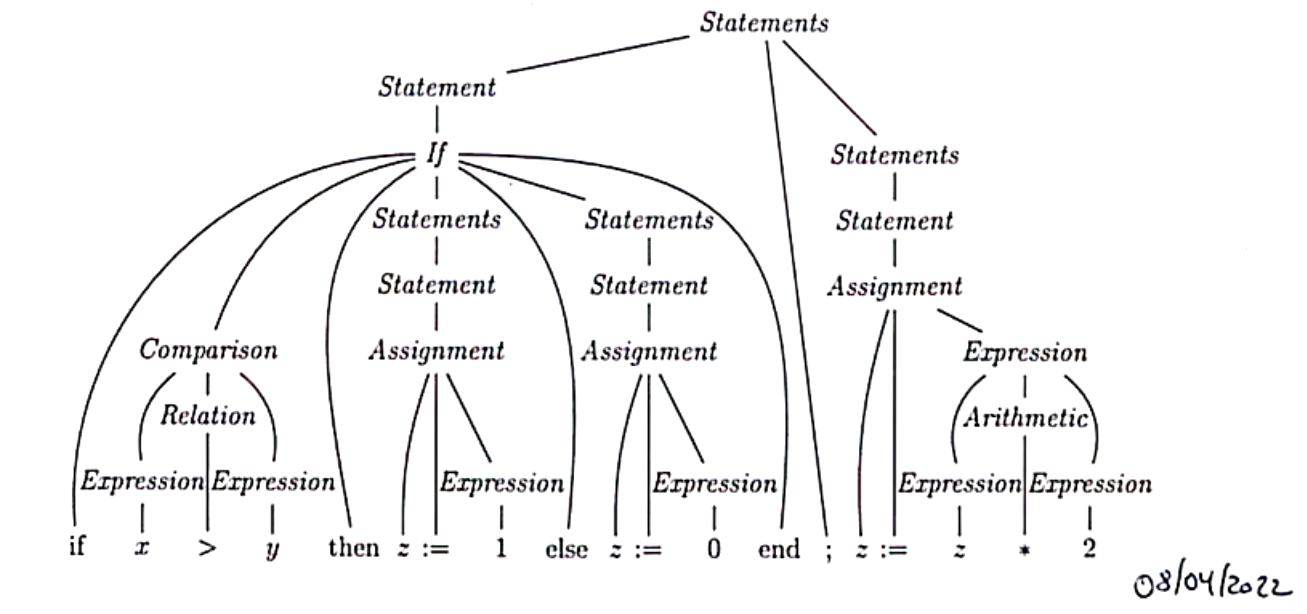 Statements
Statement
If Statements
Statements Statements Statement
Statement Statement Assignment
Comparison Assignment Assignment Expression
Relation Arithmetic
Expression Expression Expression Expression Expression Expression
if x > y then z := 1 else z := 0 end ; z := z * 2
08/04/2022